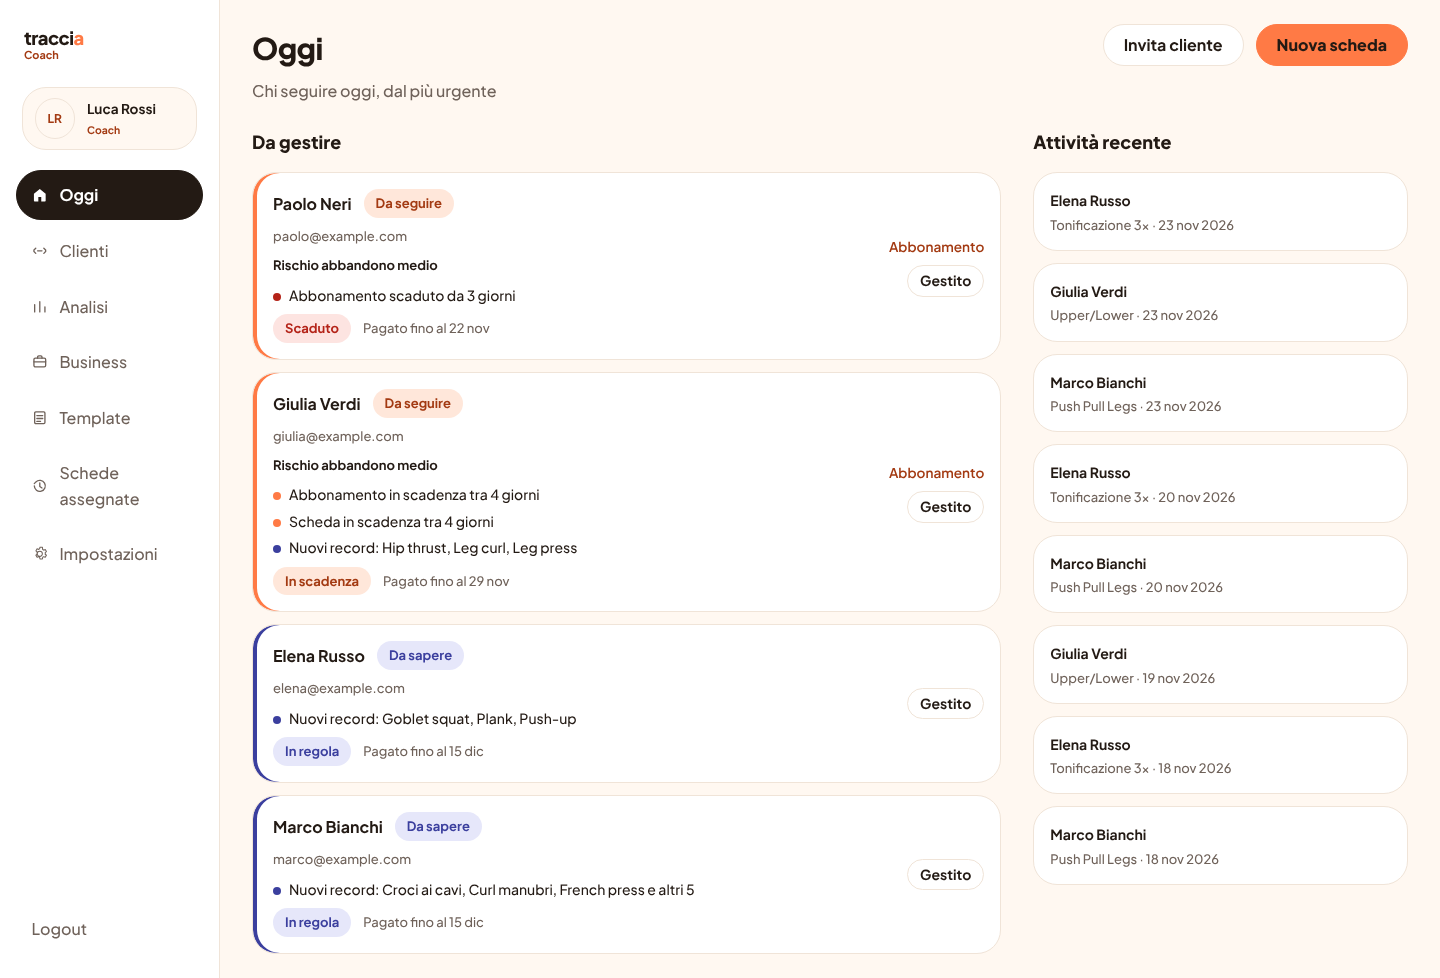 traccia
Coach
LR
Luca Rossi
Coach
Oggi
Clienti
Analisi
Business
Template
Schede
assegnate
Impostazioni
Logout
Oggi
Chi seguire oggi, dal più urgente
Invita cliente
Nuova scheda
Da gestire
Paolo Neri
Da seguire
paolo@example.com
Rischio abbandono medio
Abbonamento scaduto da 3 giorni
Scaduto
Pagato fino al 22 nov
Abbonamento
Gestito
Giulia Verdi
Da seguire
giulia@example.com
Rischio abbandono medio
Abbonamento in scadenza tra 4 giorni
Scheda in scadenza tra 4 giorni
Nuovi record: Hip thrust, Leg curl, Leg press
In scadenza
Pagato fino al 29 nov
Abbonamento
Gestito
Elena Russo
Da sapere
elena@example.com
Nuovi record: Goblet squat, Plank, Push-up
In regola
Pagato fino al 15 dic
Gestito
Marco Bianchi
Da sapere
marco@example.com
Nuovi record: Croci ai cavi, Curl manubri, French press e altri 5
In regola
Pagato fino al 15 dic
Gestito
Attività recente
Elena Russo
Tonificazione 3× · 23 nov 2026
Giulia Verdi
Upper/Lower · 23 nov 2026
Marco Bianchi
Push Pull Legs · 23 nov 2026
Elena Russo
Tonificazione 3× · 20 nov 2026
Marco Bianchi
Push Pull Legs · 20 nov 2026
Giulia Verdi
Upper/Lower · 19 nov 2026
Elena Russo
Tonificazione 3× · 18 nov 2026
Marco Bianchi
Push Pull Legs · 18 nov 2026